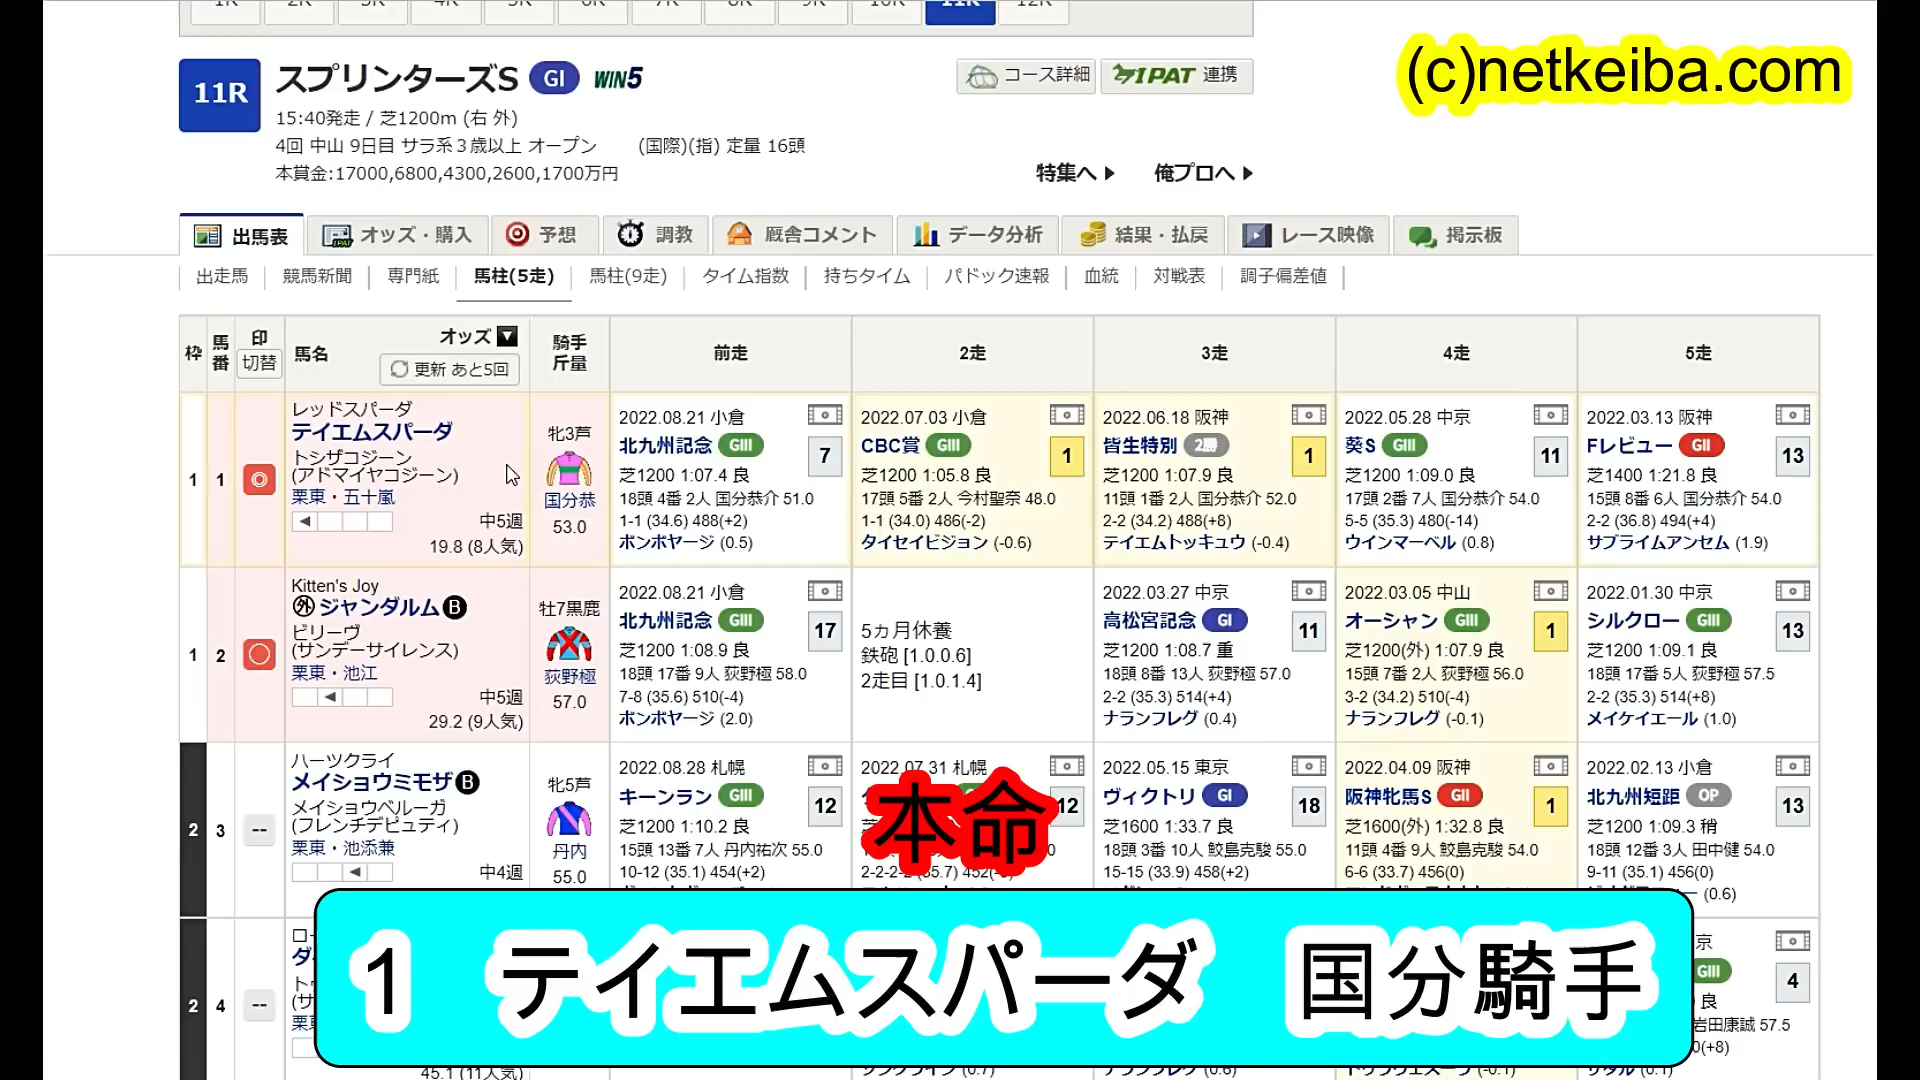 11R
(c)netkeiba.com
11R
スプリンターズS GI WIN5
コース詳細
IPAT 連携
15:40発走 / 芝1200m (右 外)
4回 中山 9日目 サラ系３歳以上 オープン (国際)(指) 定量 16頭
本賞金:17000,6800,4300,2600,1700万円
特集へ
俺プロへ
出馬表 オッズ・購入 予想 調教 厩舎コメント データ分析 結果・払戻 レース映像 掲示板
出走馬 競馬新聞 専門紙 馬柱(5走) 馬柱(9走) タイム指数 持ちタイム パドック速報 血統 対戦表 調子偏差値
枠 馬番 印 切替 馬名 オッズ 更新 あと5回 騎手 斤量 前走 2走 3走 4走 5走
1 1 ◎
レッドスパーダ
テイエムスパーダ
トシザコジーン
(アドマイヤコジーン)
栗東・五十嵐
中5週
19.8 (8人気)
牝3芦
国分恭
53.0
2022.08.21 小倉
北九州記念 GIII 7
芝1200 1:07.4 良
18頭 4番 2人 国分恭介 51.0
1-1 (34.6) 488(+2)
ボンボヤージ (0.5)
2022.07.03 小倉
CBC賞 GIII 1
芝1200 1:05.8 良
17頭 5番 2人 今村聖奈 48.0
1-1 (34.0) 486(-2)
タイセイビジョン (-0.6)
2022.06.18 阪神
皆生特別 1
芝1200 1:07.9 良
11頭 1番 2人 国分恭介 52.0
2-2 (34.2) 488(+8)
テイエムトッキュウ (-0.4)
2022.05.28 中京
葵S GIII 11
芝1200 1:09.0 良
17頭 2番 7人 国分恭介 54.0
5-5 (35.3) 480(-14)
ウインマーベル (0.8)
2022.03.13 阪神
Fレビュー GII 13
芝1400 1:21.8 良
15頭 8番 6人 国分恭介 54.0
2-2 (36.8) 494(+4)
サブライムアンセム (1.9)
1 2 ○
Kitten's Joy
外 ジャンダルム B
ビリーヴ
(サンデーサイレンス)
栗東・池江
中5週
29.2 (9人気)
牡7黒鹿
荻野極
57.0
2022.08.21 小倉
北九州記念 GIII 17
芝1200 1:08.9 良
18頭 17番 9人 荻野極 58.0
7-8 (35.6) 510(-4)
ボンボヤージ (2.0)
5ヵ月休養
鉄砲 [1.0.0.6]
2走目 [1.0.1.4]
2022.03.27 中京
高松宮記念 GI 11
芝1200 1:08.7 重
18頭 8番 13人 荻野極 57.0
2-2 (35.3) 514(+4)
ナランフレグ (0.4)
2022.03.05 中山
オーシャン GIII 1
芝1200(外) 1:07.9 良
15頭 7番 2人 荻野極 56.0
3-2 (34.2) 510(-4)
ナランフレグ (-0.1)
2022.01.30 中京
シルクロー GIII 13
芝1200 1:09.1 良
18頭 17番 5人 荻野極 57.5
2-2 (35.3) 514(+8)
メイケイエール (1.0)
2 3 --
ハーツクライ
メイショウミモザ B
メイショウベルーガ
(フレンチデピュティ)
栗東・池添兼
中4週
牝5芦
丹内
55.0
2022.08.28 札幌
キーンラン GIII 12
芝1200 1:10.2 良
15頭 13番 7人 丹内祐次 55.0
10-12 (35.1) 454(+2)
2022.07.31 札幌
12
2022.05.15 東京
ヴィクトリ GI 18
芝1600 1:33.7 良
18頭 3番 10人 鮫島克駿 55.0
15-15 (33.9) 458(+2)
2022.04.09 阪神
阪神牝馬S GII 1
芝1600(外) 1:32.8 良
11頭 4番 9人 鮫島克駿 54.0
6-6 (33.7) 456(0)
2022.02.13 小倉
北九州短距 OP 13
芝1200 1:09.3 稍
18頭 12番 3人 田中健 54.0
9-11 (35.1) 456(0)
(0.6)
本命
2 4 --
45.1 (11人気)
京
GIII 4
良
岩田康誠 57.5
(+8)
1 テイエムスパーダ 国分騎手